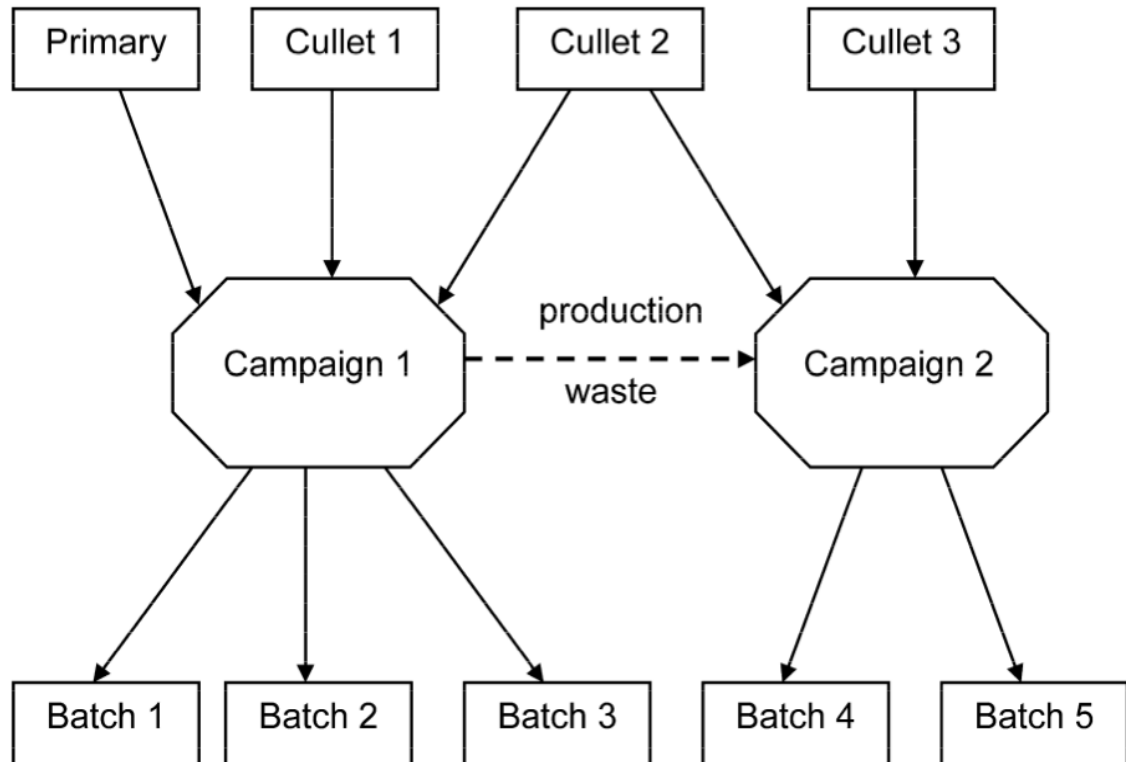 Primary
Cullet 1
Cullet 2
Cullet 3
production
Campaign 1
Campaign 2
waste
Batch 1
Batch 2
Batch 3
Batch 4
Batch 5